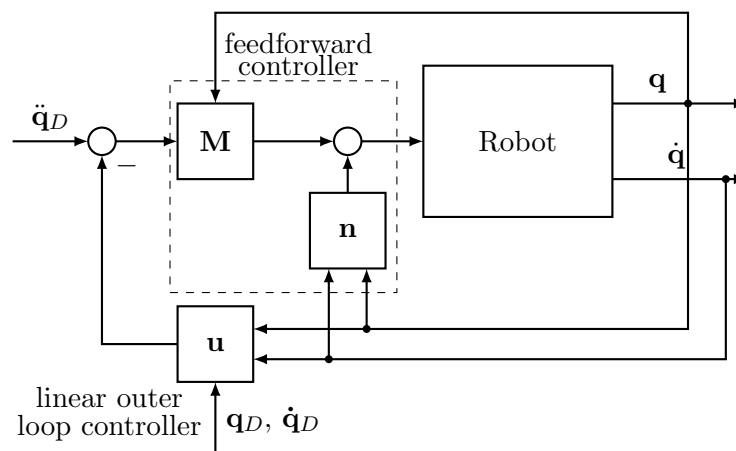 feedforward
controller
q̈_D
M
Robot
q
q̇
−
n
u
linear outer
loop controller
q_D, q̇_D